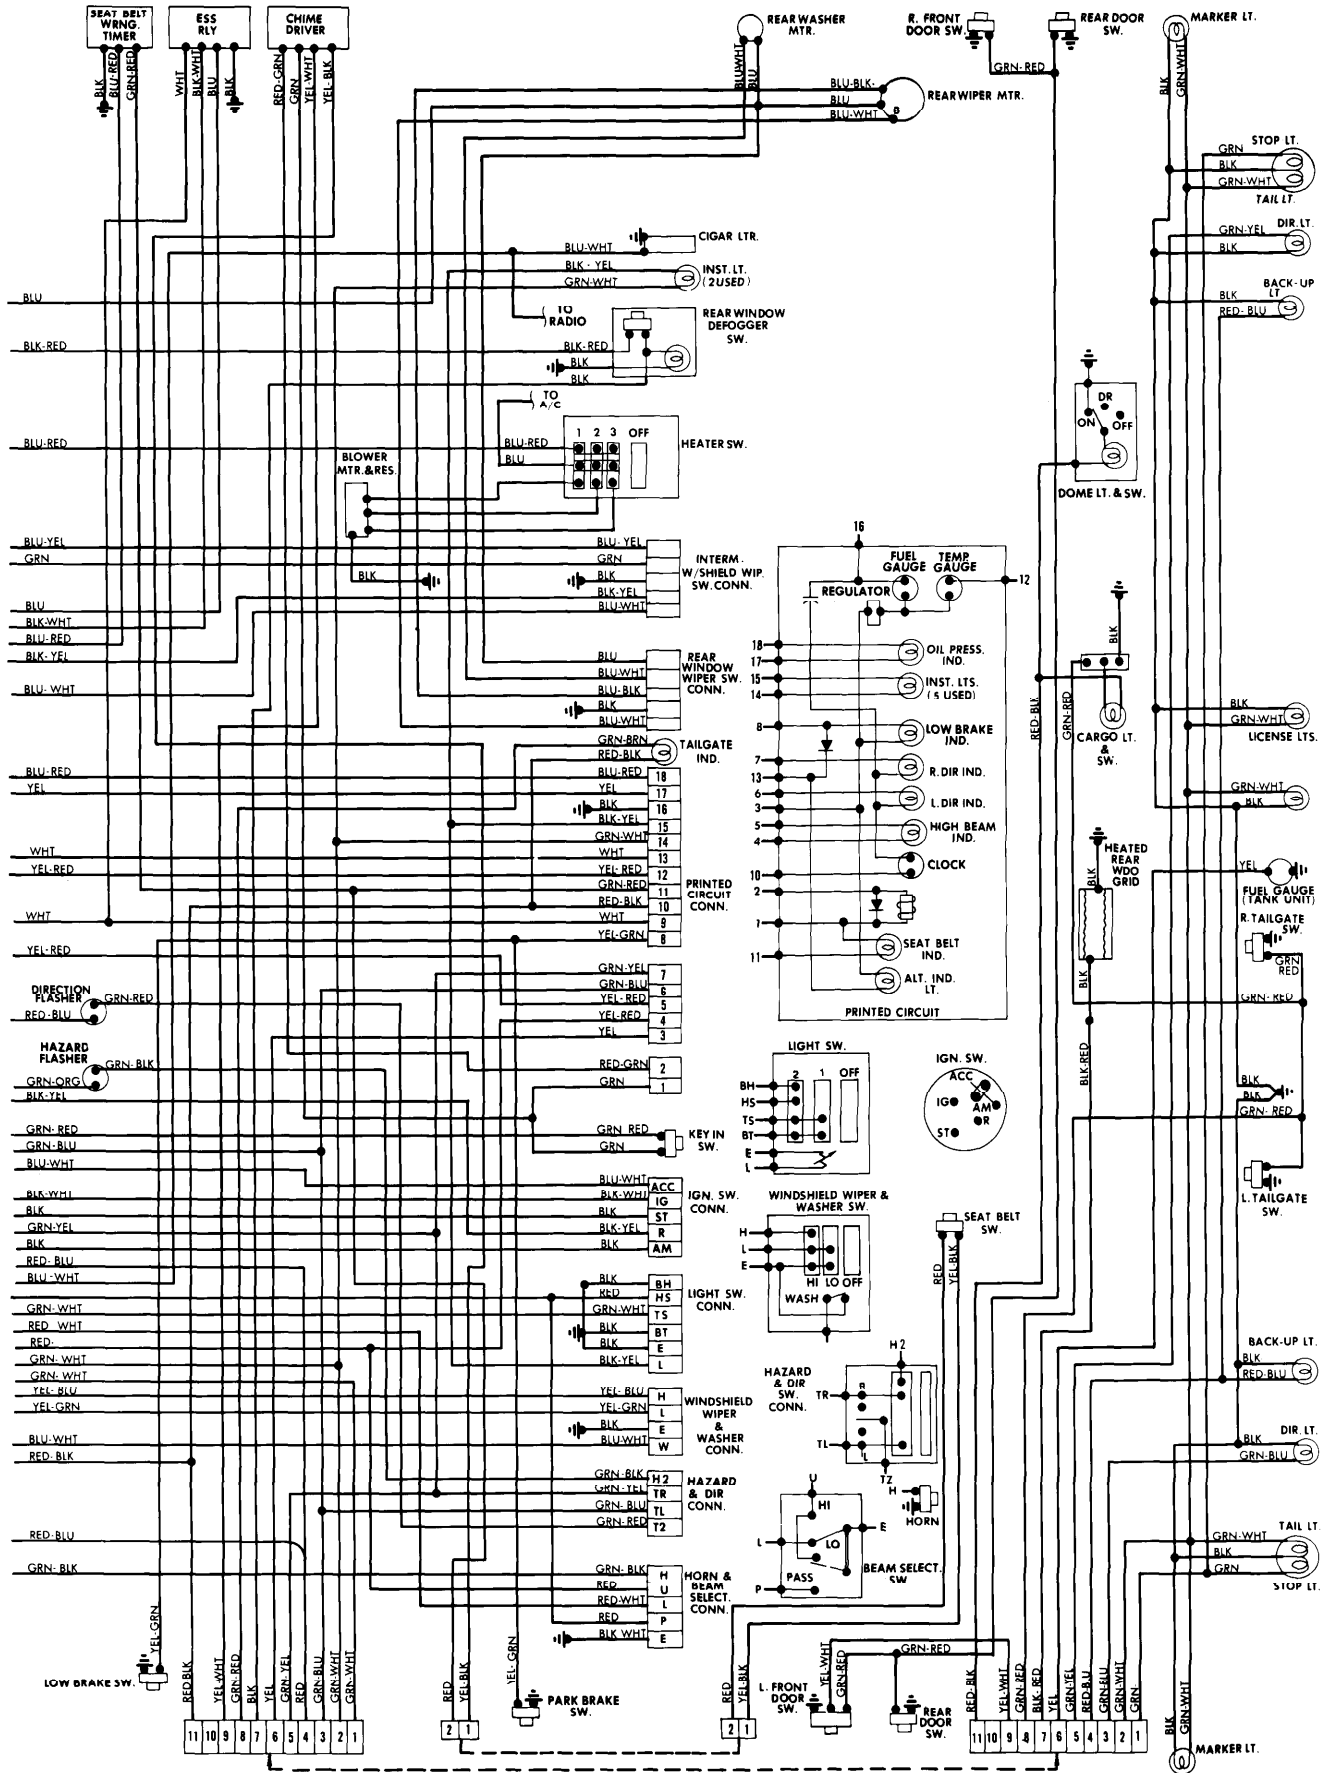 SEAT BELT
WRNG.
TIMER
ESS
RLY
CHIME
DRIVER
REAR WASHER
MTR.
R. FRONT
DOOR SW.
REAR DOOR
SW.
MARKER LT.
BLK
BLU-RED
GRN-RED
WHT
BLK-WHT
BLU
BLK
RED-GRN
GRN
YEL-WHT
YEL-BLK
BLU-WHT
BLU
GRN-RED
BLK
GRN-WHT
BLU-BLK
BLU
BLU-WHT
REAR WIPER MTR.
STOP LT.
GRN
BLK
GRN-WHT
TAIL LT.
DIR. LT.
GRN-YEL
BLK
BACK-UP
LT
BLK
RED-BLU
CIGAR LTR.
BLU-WHT
BLK-YEL
GRN-WHT
INST. LT.
(2 USED)
TO
RADIO
REAR WINDOW
DEFOGGER
SW.
BLU
BLK-RED
BLK-RED
BLK
BLK
TO
A/C
DR
ON
OFF
DOME LT. & SW.
BLU-RED
BLU-RED
BLU
1 2 3 OFF
HEATER SW.
BLOWER
MTR. & RES.
BLK
BLU-YEL
GRN
BLU-YEL
GRN
BLK
BLK-YEL
BLU-WHT
INTERM.
W/SHIELD WIP.
SW. CONN.
BLU
BLK-WHT
BLU-RED
BLK-YEL
BLU-WHT
BLU
BLU-WHT
BLU-BLK
BLK
BLU-WHT
REAR
WINDOW
WIPER SW.
CONN.
16
FUEL
GAUGE
TEMP
GAUGE
12
REGULATOR
18
17
OIL PRESS.
IND.
15
14
INST. LTS.
(5 USED)
8
LOW BRAKE
IND.
7
13
R. DIR IND.
6
3
L. DIR IND.
5
4
HIGH BEAM
IND.
10
CLOCK
2
1
11
SEAT BELT
IND.
ALT. IND.
LT.
PRINTED CIRCUIT
BLK
GRN-RED
RED-BLK
CARGO LT.
&
SW.
BLK
GRN-WHT
LICENSE LTS.
GRN-WHT
BLK
HEATED
REAR
WDO
GRID
BLK
BLK
BLK-RED
YEL
FUEL GAUGE
(TANK UNIT)
R. TAILGATE
SW.
GRN
RED
GRN-RED
BLK
BLK
GRN-RED
L. TAILGATE
SW.
GRN-BRN
RED-BLK
TAILGATE
IND.
BLU-RED
YEL
WHT
YEL-RED
WHT
YEL-RED
BLU-RED 18
YEL 17
BLK 16
BLK-YEL 15
GRN-WHT 14
WHT 13
YEL-RED 12
GRN-RED 11
RED-BLK 10
WHT 9
YEL-GRN 8
PRINTED
CIRCUIT
CONN.
GRN-YEL 7
GRN-BLU 6
YEL-RED 5
YEL-RED 4
YEL 3
RED-GRN 2
GRN 1
DIRECTION
FLASHER
GRN-RED
RED-BLU
HAZARD
FLASHER
GRN-BLK
GRN-ORG
BLK-YEL
GRN-RED
GRN-BLU
BLU-WHT
BLK-WHT
BLK
GRN-YEL
BLK
RED-BLU
BLU-WHT
GRN-WHT
RED WHT
RED
GRN-WHT
GRN-WHT
YEL-BLU
YEL-GRN
BLU-WHT
RED-BLK
RED-BLU
GRN-BLK
GRN RED
GRN
KEY IN
SW.
BLU-WHT ACC
BLK-WHT IG
BLK ST
BLK-YEL R
BLK AM
IGN. SW.
CONN.
BLK BH
RED HS
GRN-WHT TS
BLK BT
BLK E
BLK-YEL L
LIGHT SW.
CONN.
YEL-BLU H
YEL-GRN L
BLK E
BLU-WHT W
WINDSHIELD
WIPER
&
WASHER
CONN.
GRN-BLK H2
GRN-YEL TR
GRN-BLU TL
GRN-RED T2
HAZARD
& DIR
CONN.
GRN-BLK H
RED U
RED-WHT L
RED P
BLK WHT E
HORN &
BEAM
SELECT.
CONN.
LIGHT SW.
2 1 OFF
BH
HS
TS
BT
E
L
IGN. SW.
ACC
IG
AM
R
ST
WINDSHIELD WIPER &
WASHER SW.
H
L
E
HI LO OFF
WASH
SEAT BELT
SW.
RED
YEL-BLK
H2
HAZARD
& DIR
SW.
CONN.
TR
R
TL
L
TZ
H
HORN
U
HI
L
LO
E
PASS
P
BEAM SELECT.
SW
BACK-UP LT.
BLK
RED-BLU
DIR. LT.
BLK
GRN-BLU
TAIL LT.
GRN-WHT
BLK
GRN
STOP LT.
YEL-GRN
LOW BRAKE SW.
RED BLK
YEL-WHT
GRN-RED
BLK
YEL
GRN-YEL
RED
GRN-BLU
GRN-WHT
GRN-WHT
11 10 9 8 7 6 5 4 3 2 1
RED
YEL-BLK
2 1
YEL-GRN
PARK BRAKE
SW.
RED
YEL-BLK
2 1
YEL-WHT
GRN-RED
GRN-RED
L. FRONT
DOOR
SW.
REAR
DOOR
SW.
RED-BLK
YEL-WHT
GRN-RED
BLK-RED
YEL
GRN-YEL
RED-BLU
GRN-BLU
GRN-WHT
GRN
11 10 9 8 7 6 5 4 3 2 1
BLK
GRN-WHT
MARKER LT.